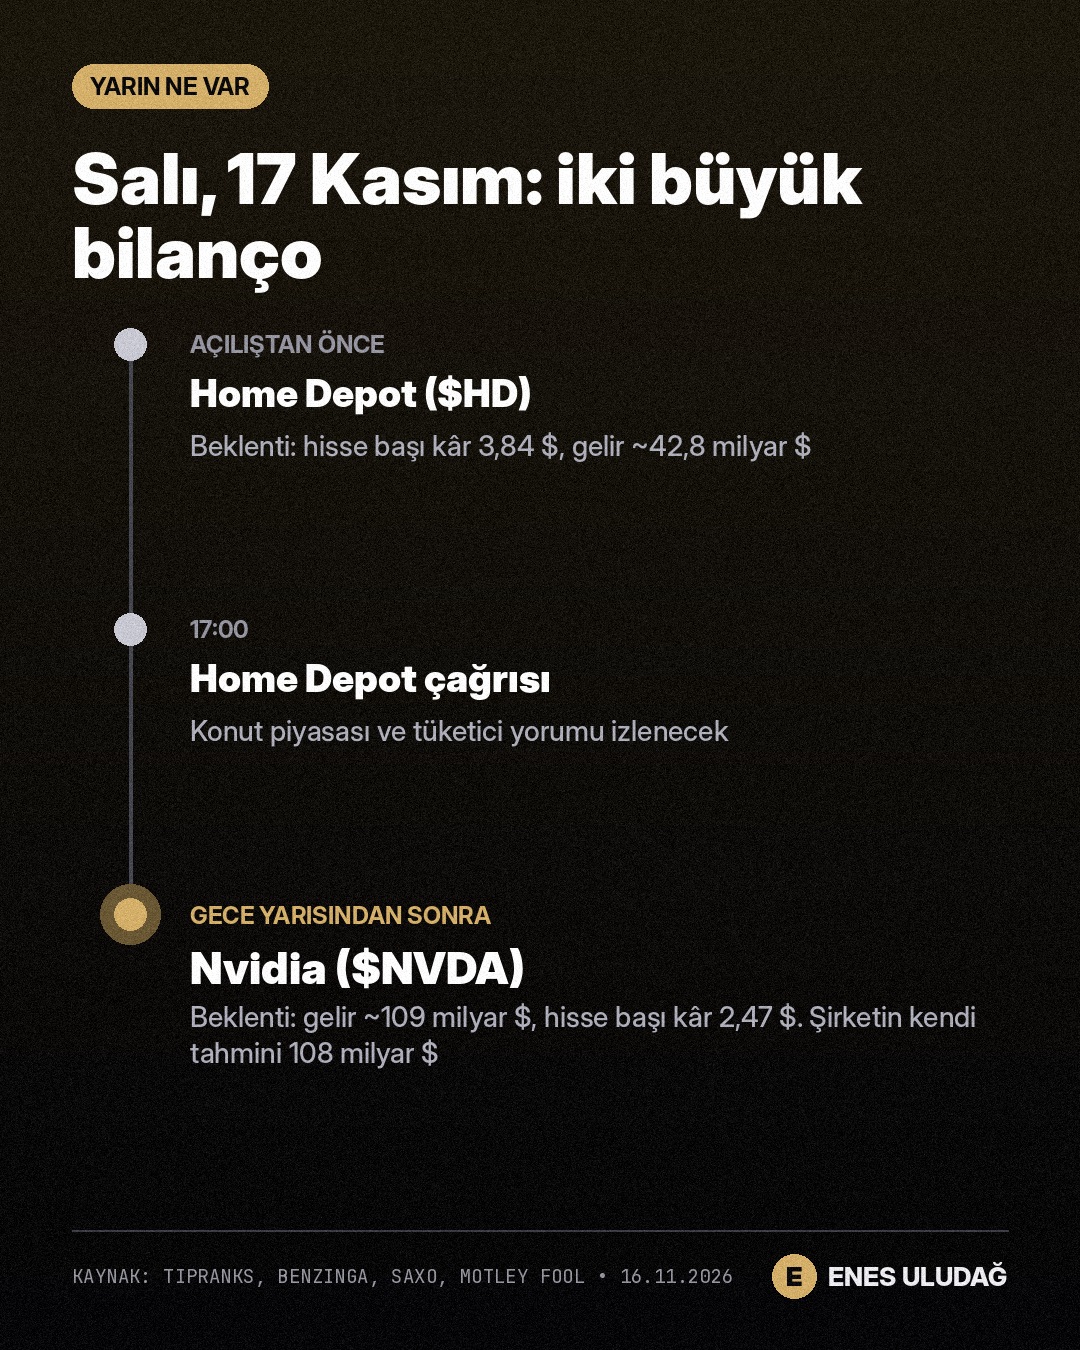 YARIN NE VAR
Salı, 17 Kasım: iki büyük
bilanço
AÇILIŞTAN ÖNCE
Home Depot ($HD)
Beklenti: hisse başı kâr 3,84 $, gelir ~42,8 milyar $
17:00
Home Depot çağrısı
Konut piyasası ve tüketici yorumu izlenecek
GECE YARISINDAN SONRA
Nvidia ($NVDA)
Beklenti: gelir ~109 milyar $, hisse başı kâr 2,47 $. Şirketin kendi
tahmini 108 milyar $
KAYNAK: TIPRANKS, BENZINGA, SAXO, MOTLEY FOOL • 16.11.2026
E ENES ULUDAĞ